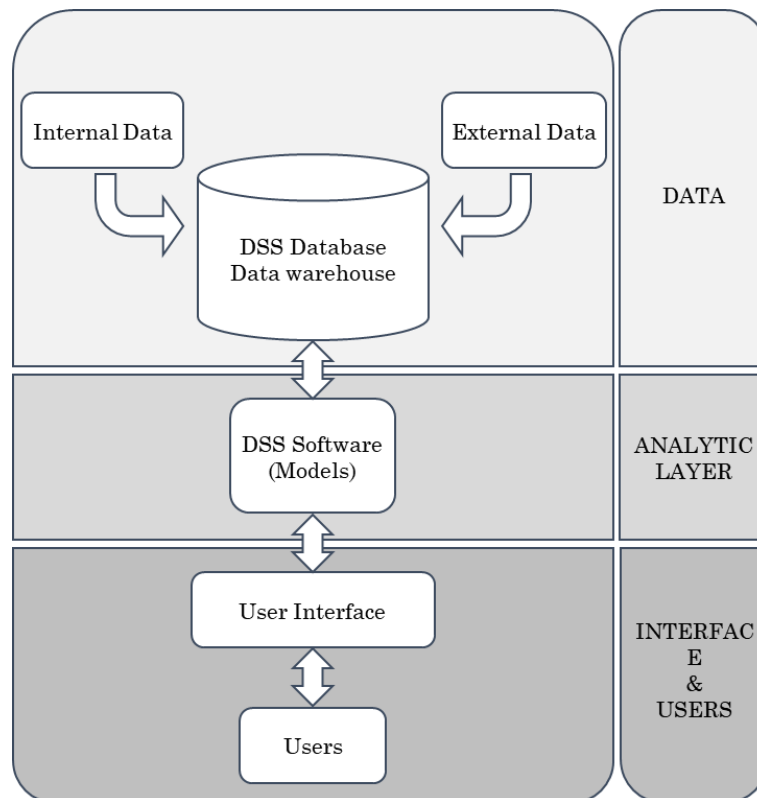 Internal Data
External Data
DSS Database
Data warehouse
DATA
DSS Software
(Models)
ANALYTIC
LAYER
User Interface
Users
INTERFAC
E
&
USERS